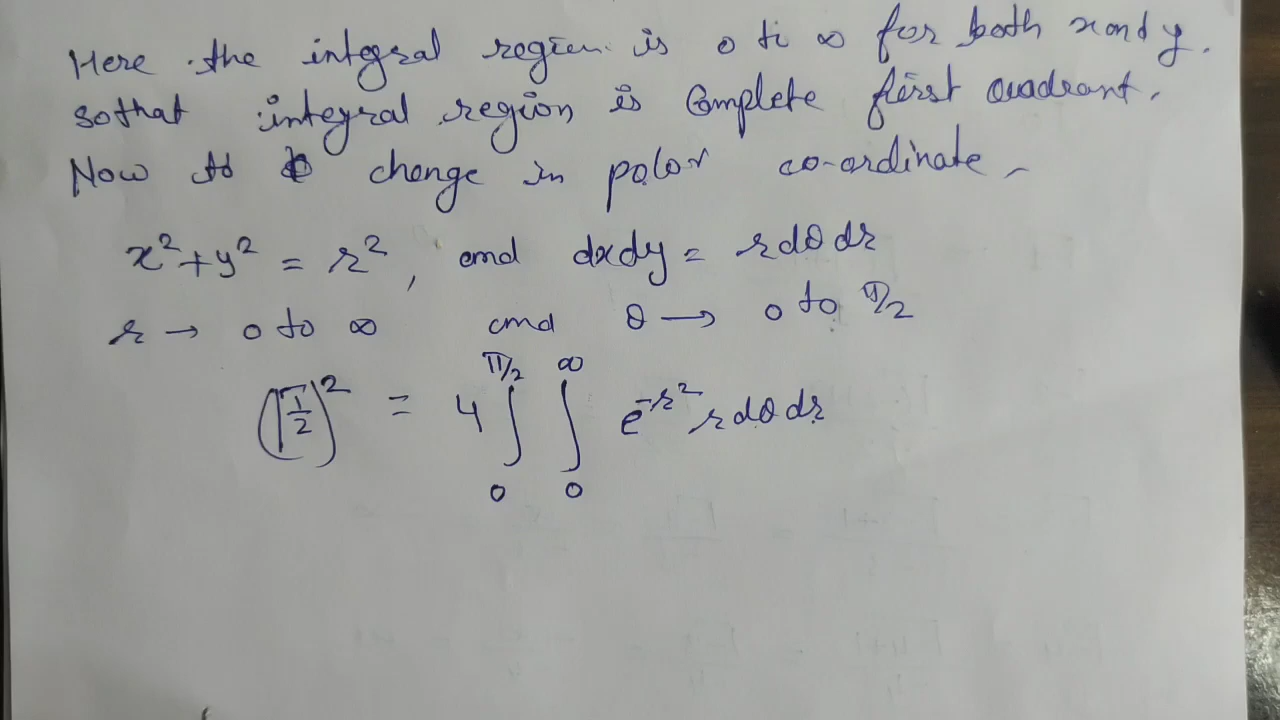 Here the integral region is 0 to ∞ for both x and y.
so that integral region is Complete first Quadrant.
Now to change in polar co-ordinate -
x² + y² = r², and dxdy = r dθ dr
r → 0 to ∞ and θ → 0 to π/2
(Γ1/2)² = 4 ∫₀^{π/2} ∫₀^∞ e^{-r²} r dθ dr